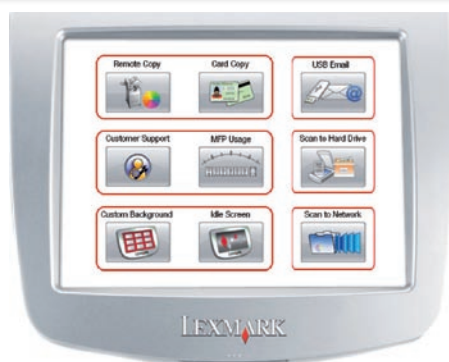 Remote Copy
Card Copy
USB Email
Customer Support
MFP Usage
Scan to Hard Drive
Custom Background
Idle Screen
Scan to Network
LEXMARK